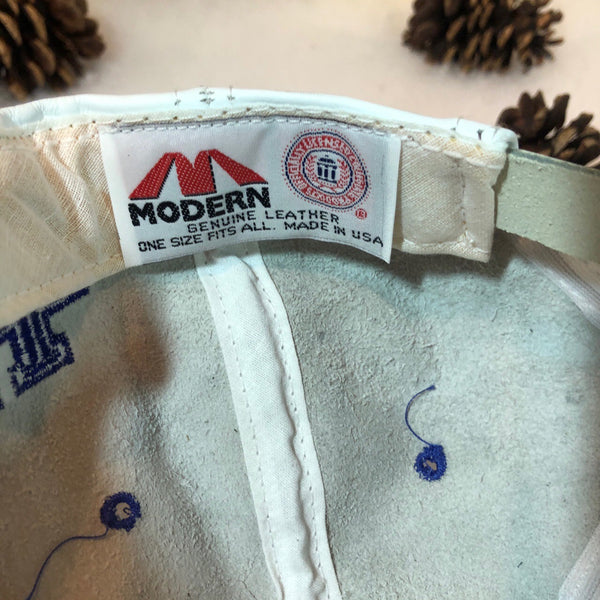 MODERN
GENUINE LEATHER
ONE SIZE FITS ALL. MADE IN USA